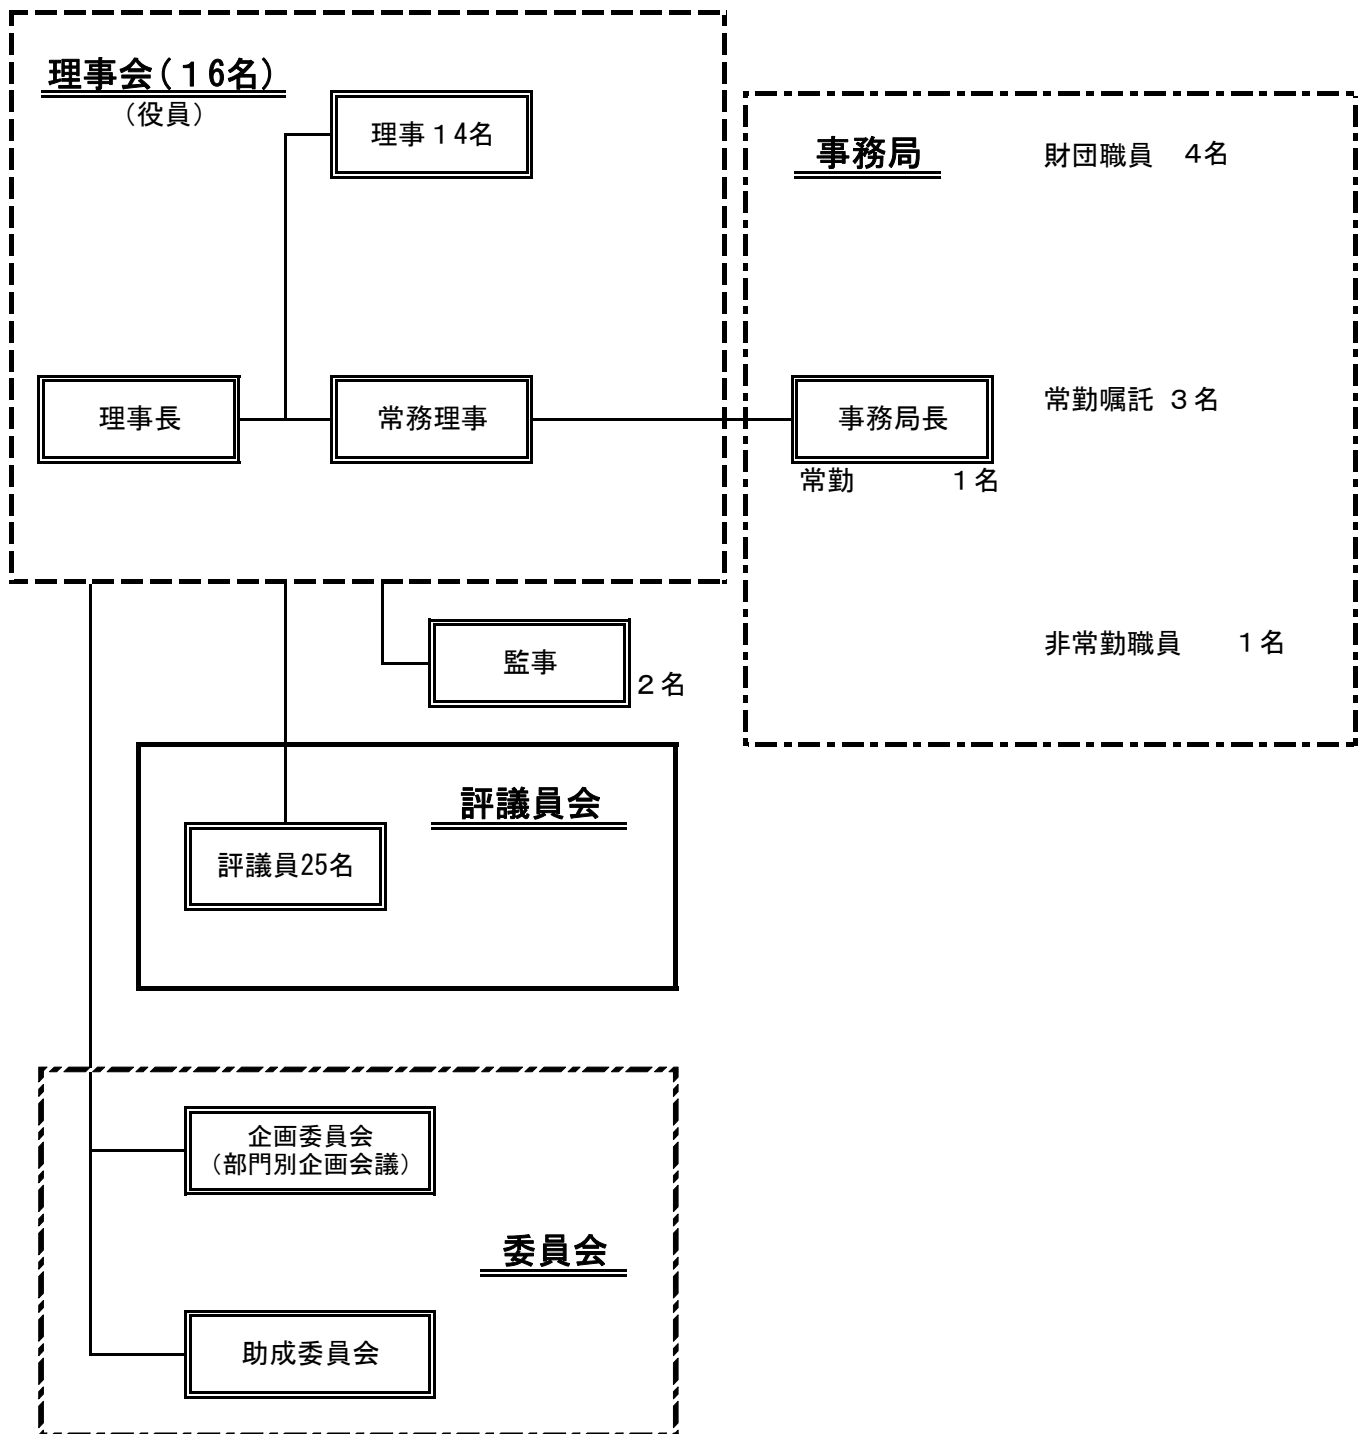 理事会(１6名)
（役員）
理事１4名
理事長
常務理事
事務局
財団職員　4名
事務局長
常勤　1名
常勤嘱託 3名
非常勤職員　1名
監事
2名
評議員会
評議員25名
企画委員会
（部門別企画会議）
委員会
助成委員会